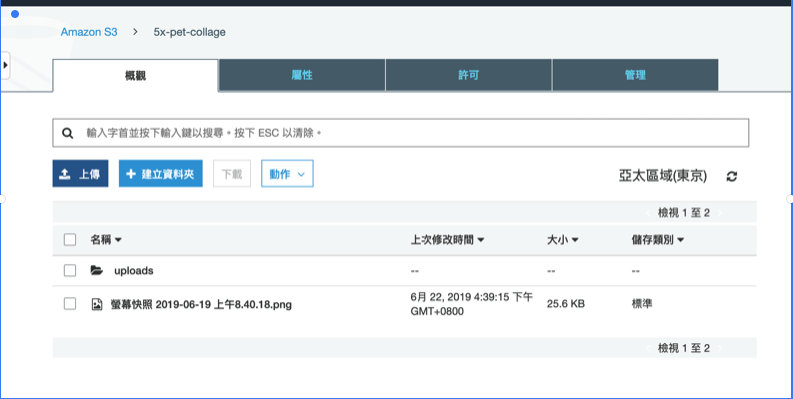 Amazon S3 > 5x-pet-collage
概觀 屬性 許可 管理
輸入字首並按下輸入鍵以搜尋。按下 ESC 以清除。
上傳 建立資料夾 下載 動作 亞太區域(東京)
檢視 1 至 2
名稱 上次修改時間 大小 儲存類別
uploads -- -- --
螢幕快照 2019-06-19 上午8.40.18.png 6月 22, 2019 4:39:15 下午 GMT+0800 25.6 KB 標準
檢視 1 至 2